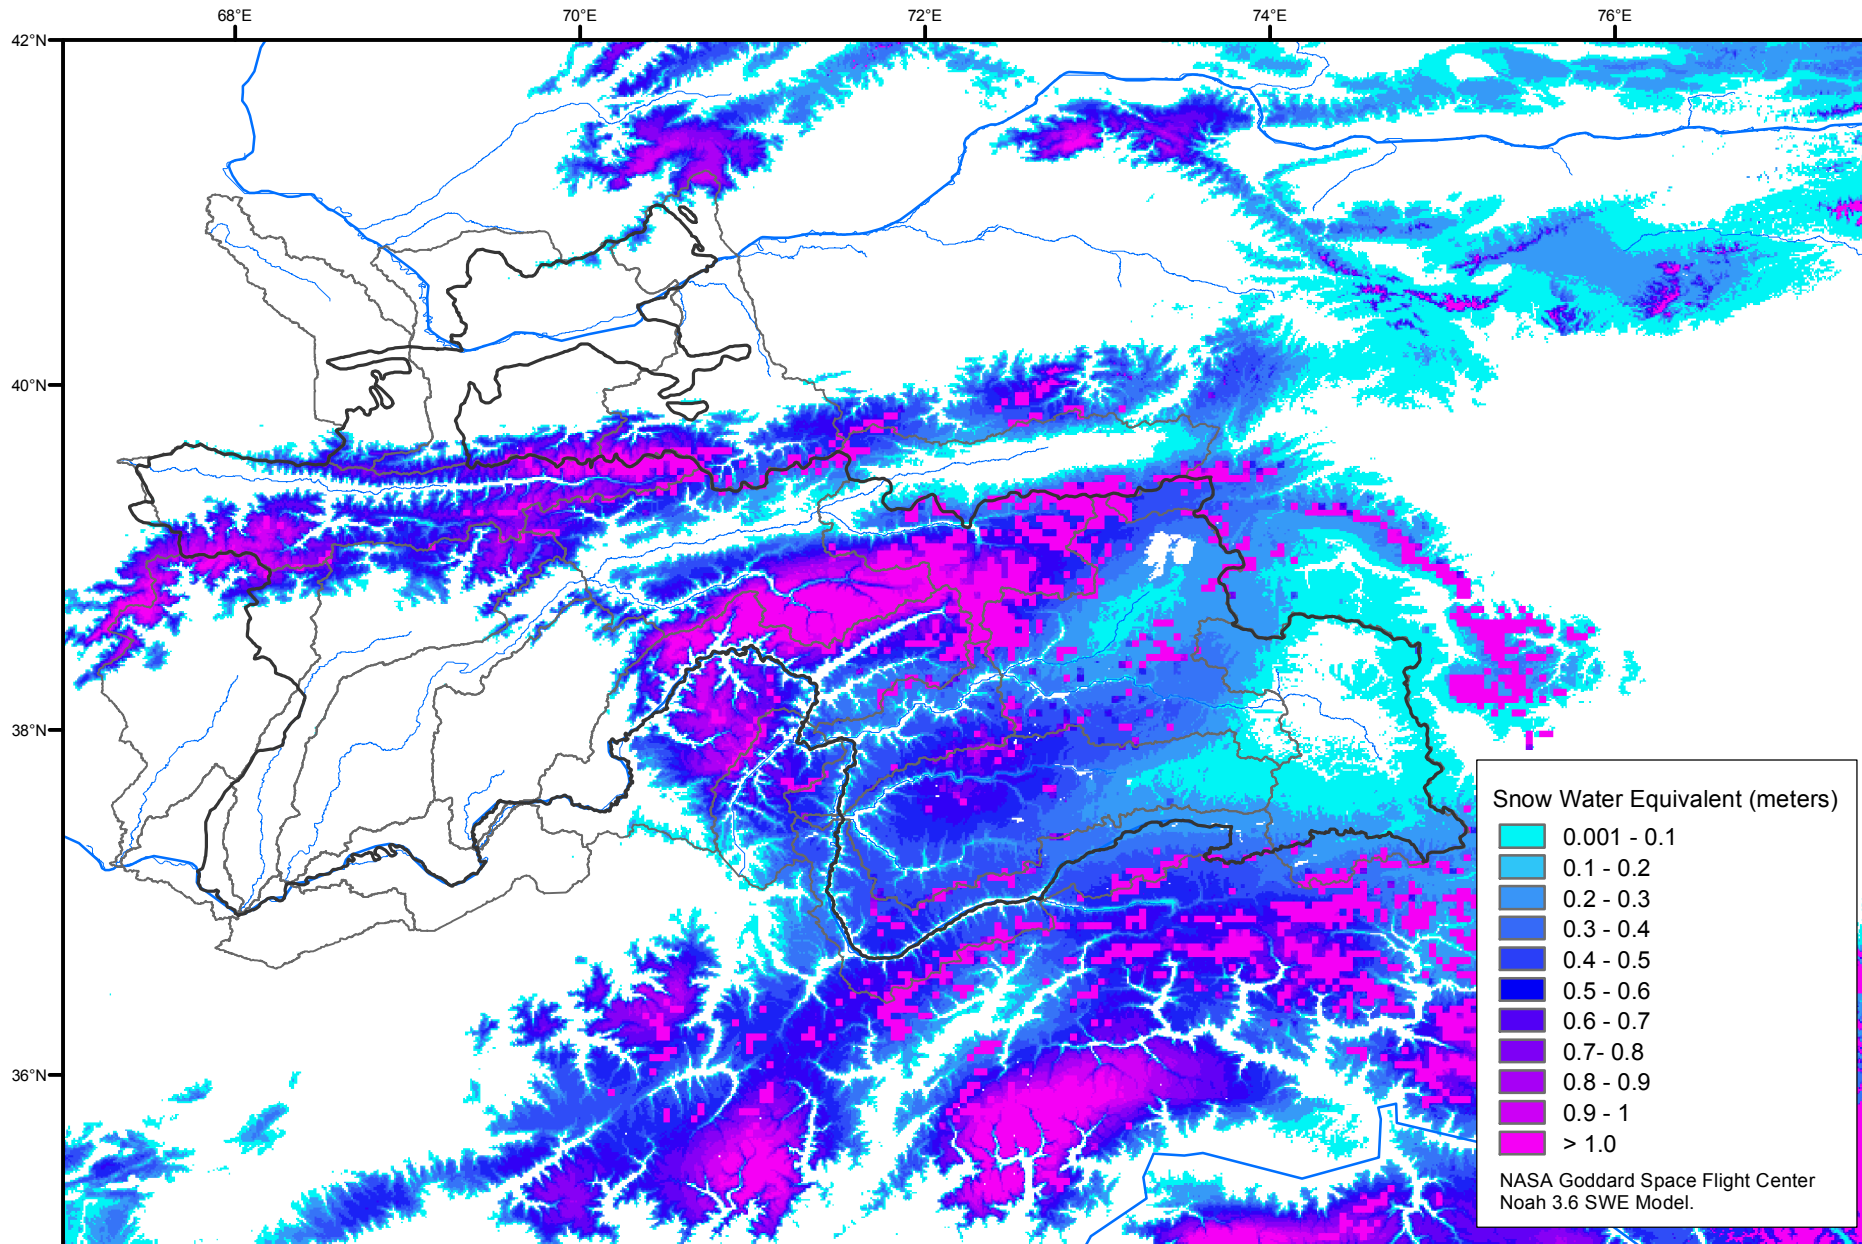 68°E
70°E
72°E
74°E
76°E
42°N
40°N
38°N
36°N
Snow Water Equivalent (meters)
0.001 - 0.1
0.1 - 0.2
0.2 - 0.3
0.3 - 0.4
0.4 - 0.5
0.5 - 0.6
0.6 - 0.7
0.7- 0.8
0.8 - 0.9
0.9 - 1
> 1.0
NASA Goddard Space Flight Center
Noah 3.6 SWE Model.